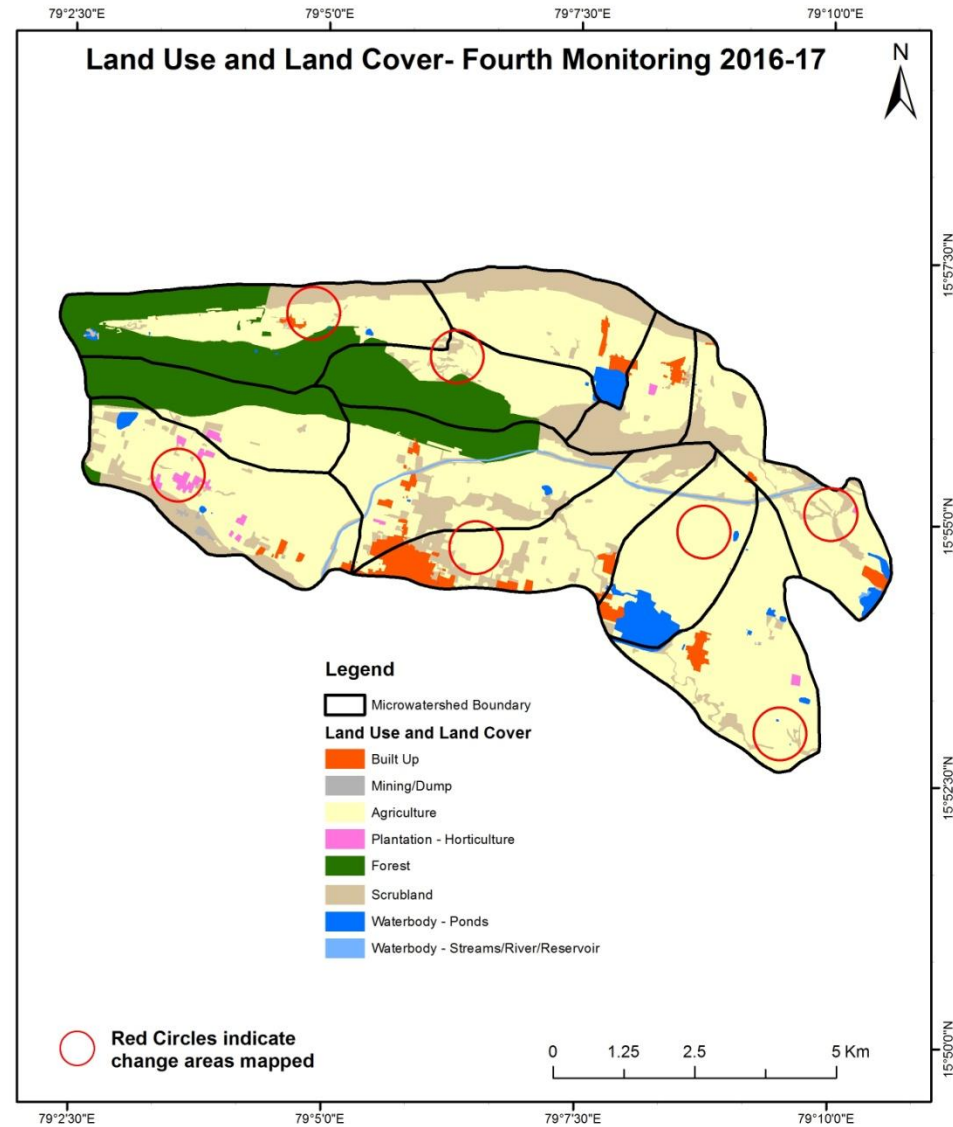 79°2'30"E 79°5'0"E 79°7'30"E 79°10'0"E
Land Use and Land Cover- Fourth Monitoring 2016-17
N
15°57'30"N
15°55'0"N
15°52'30"N
15°50'0"N
Legend
Microwatershed Boundary
Land Use and Land Cover
Built Up
Mining/Dump
Agriculture
Plantation - Horticulture
Forest
Scrubland
Waterbody - Ponds
Waterbody - Streams/River/Reservoir
Red Circles indicate
change areas mapped
0 1.25 2.5 5 Km
79°2'30"E 79°5'0"E 79°7'30"E 79°10'0"E